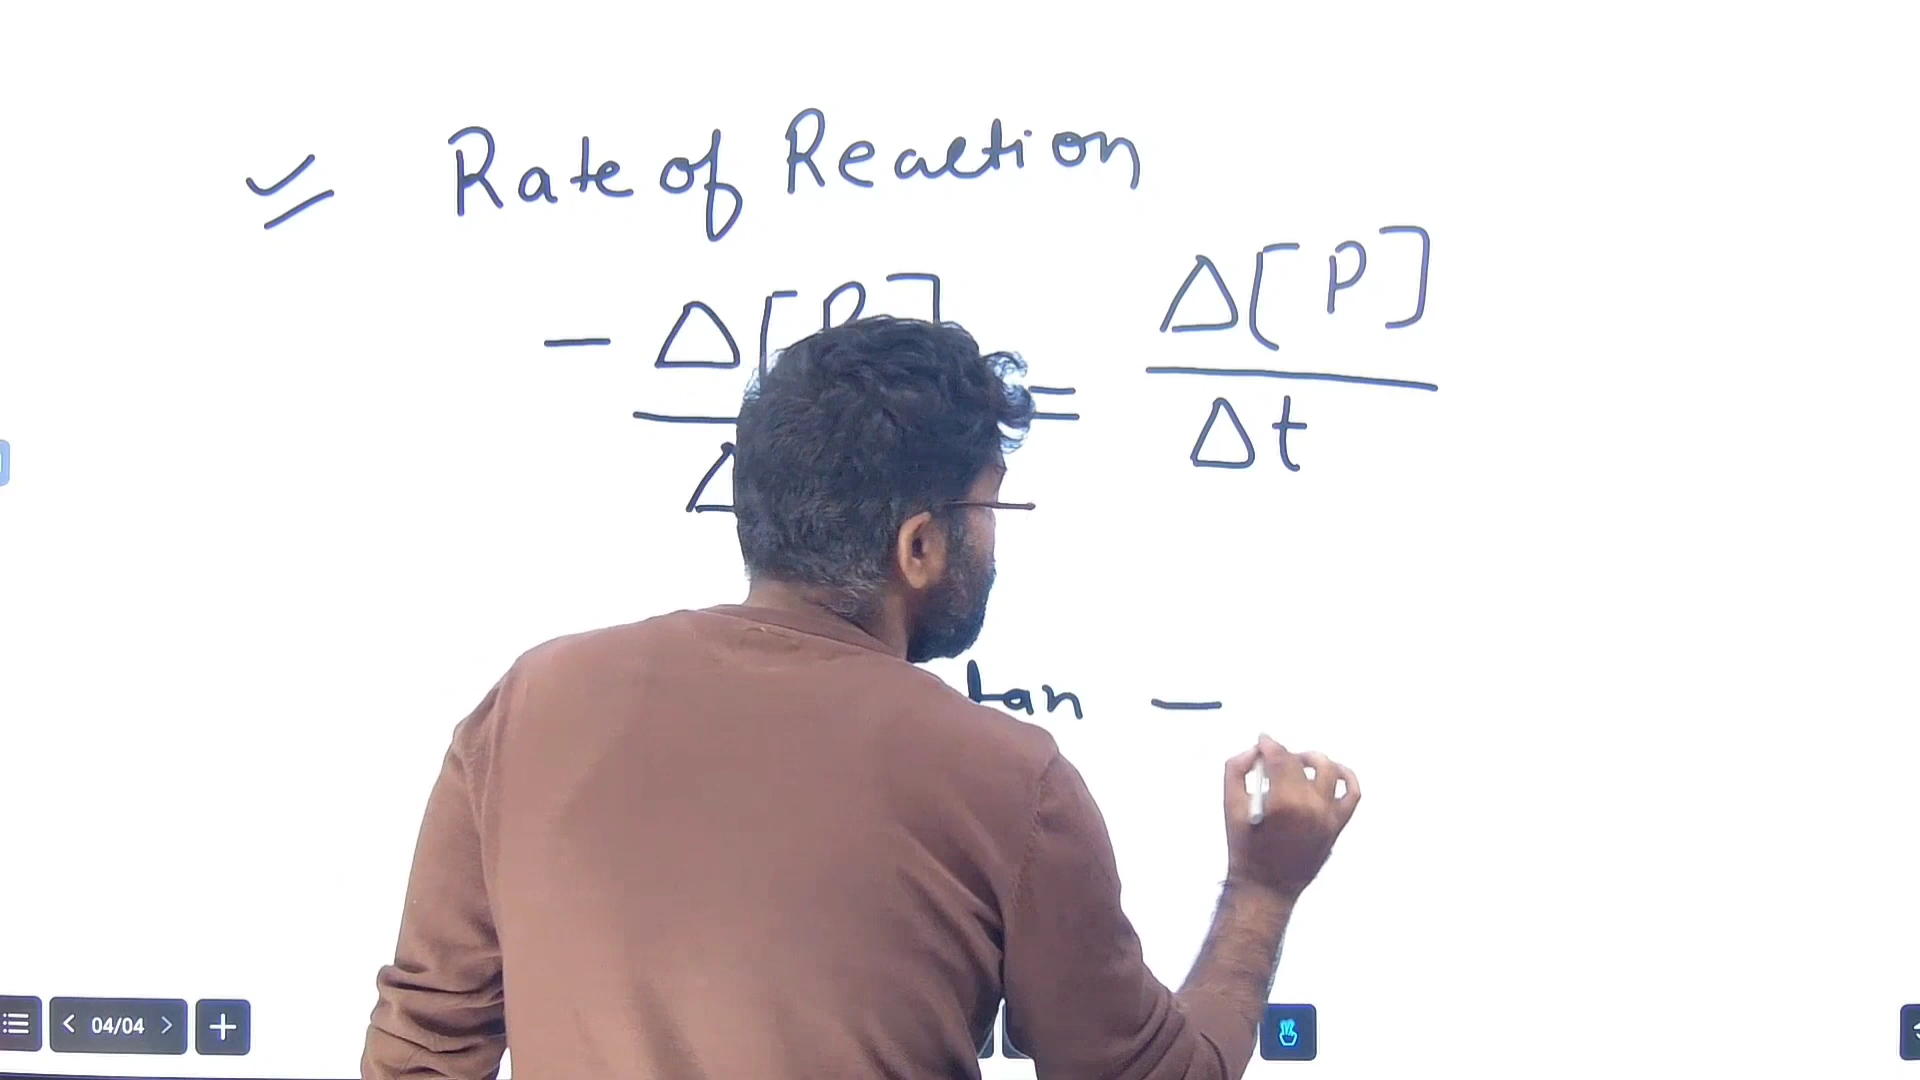 Rate of Reaction
- Δ[R] = Δ[P]
Δ Δt
tan —
04/04